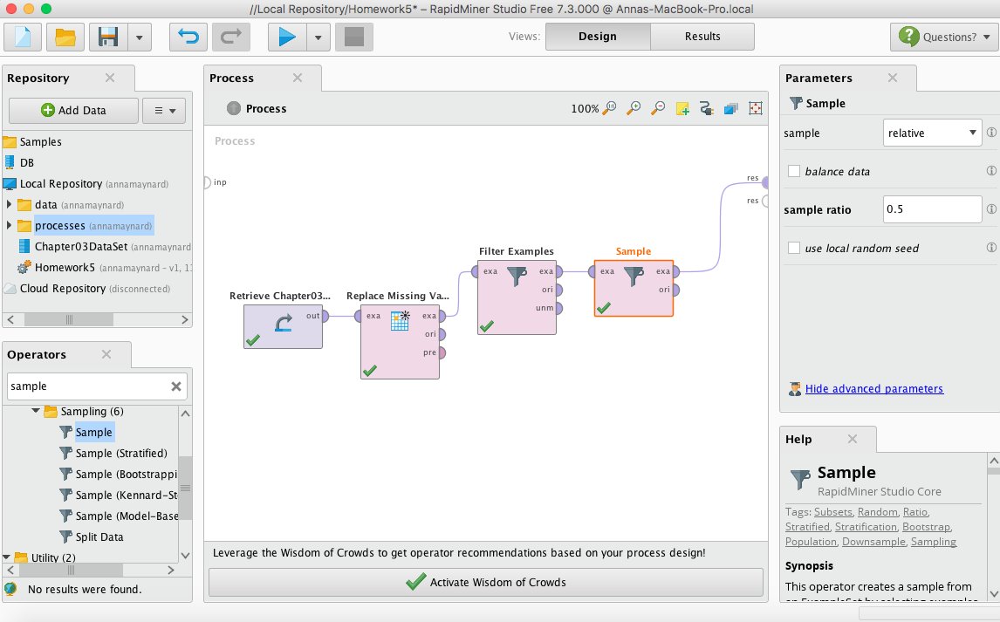 //Local Repository/Homework5* – RapidMiner Studio Free 7.3.000 @ Annas-MacBook-Pro.local
Views: Design Results Questions?
Repository
Add Data
Samples
DB
Local Repository (annamaynard)
data (annamaynard)
processes (annamaynard)
Chapter03DataSet (annamaynard
Homework5 (annamaynard – v1, 1
Cloud Repository (disconnected)
Operators
sample
Sampling (6)
Sample
Sample (Stratified)
Sample (Bootstrappi
Sample (Kennard-St
Sample (Model-Base
Split Data
Utility (2)
No results were found.
Process
Process
100%
Process
inp
res
res
Retrieve Chapter03...
out
Replace Missing Va...
exa exa
ori
pre
Filter Examples
exa exa
ori
unm
Sample
exa exa
ori
Leverage the Wisdom of Crowds to get operator recommendations based on your process design!
Activate Wisdom of Crowds
Parameters
Sample
sample relative
balance data
sample ratio 0.5
use local random seed
Hide advanced parameters
Help
Sample
RapidMiner Studio Core
Tags: Subsets, Random, Ratio,
Stratified, Stratification, Bootstrap,
Population, Downsample, Sampling
Synopsis
This operator creates a sample from
an ExampleSet by selecting examples